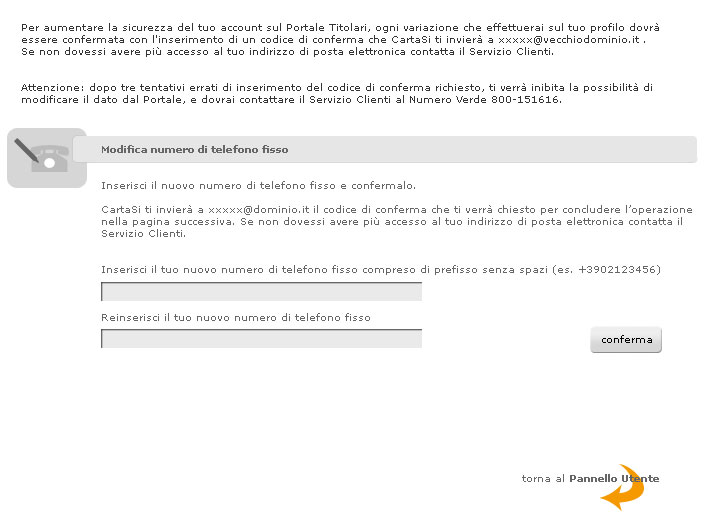 Per aumentare la sicurezza del tuo account sul Portale Titolari, ogni variazione che effettuerai sul tuo profilo dovrà
essere confermata con l'inserimento di un codice di conferma che CartaSi ti invierà a xxxxx@vecchiodominio.it .
Se non dovessi avere più accesso al tuo indirizzo di posta elettronica contatta il Servizio Clienti.
Attenzione: dopo tre tentativi errati di inserimento del codice di conferma richiesto, ti verrà inibita la possibilità di
modificare il dato dal Portale, e dovrai contattare il Servizio Clienti al Numero Verde 800-151616.
Modifica numero di telefono fisso
Inserisci il nuovo numero di telefono fisso e confermalo.
CartaSi ti invierà a xxxxx@dominio.it il codice di conferma che ti verrà chiesto per concludere l'operazione
nella pagina successiva. Se non dovessi avere più accesso al tuo indirizzo di posta elettronica contatta il
Servizio Clienti.
Inserisci il tuo nuovo numero di telefono fisso compreso di prefisso senza spazi (es. +3902123456)
Reinserisci il tuo nuovo numero di telefono fisso
conferma
torna al Pannello Utente